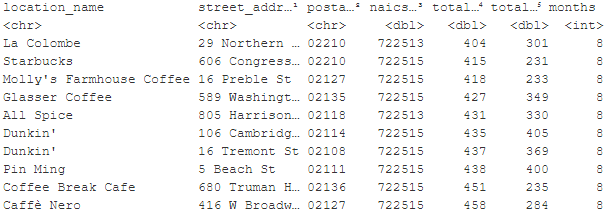 location_name street_addr…¹ posta…² naics…³ total…⁴ total…⁵ months
<chr> <chr> <chr> <dbl> <dbl> <dbl> <int>
La Colombe 29 Northern … 02210 722513 404 301 8
Starbucks 606 Congress… 02210 722515 415 231 8
Molly's Farmhouse Coffee 16 Preble St 02127 722515 418 233 8
Glasser Coffee 589 Washingt… 02135 722515 427 349 8
All Spice 805 Harrison… 02118 722513 431 330 8
Dunkin' 106 Cambridg… 02114 722515 435 405 8
Dunkin' 16 Tremont St 02108 722515 437 369 8
Pin Ming 5 Beach St 02111 722515 438 400 8
Coffee Break Cafe 680 Truman H… 02136 722515 451 235 8
Caffè Nero 416 W Broadw… 02127 722515 458 284 8